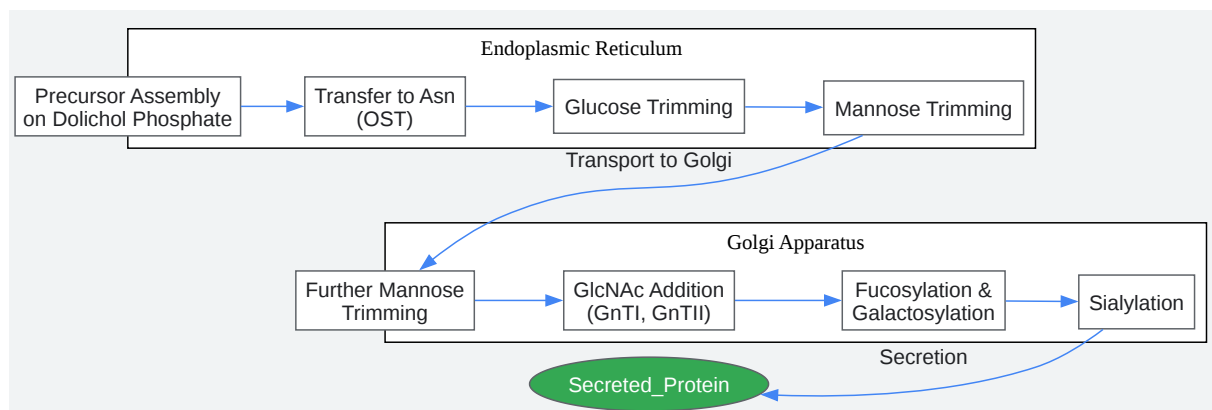 Endoplasmic Reticulum
Precursor Assembly
on Dolichol Phosphate
Transfer to Asn
(OST)
Glucose Trimming
Mannose Trimming
Transport to Golgi
Golgi Apparatus
Further Mannose
Trimming
GlcNAc Addition
(GnTI, GnTII)
Fucosylation &
Galactosylation
Sialylation
Secretion
Secreted_Protein